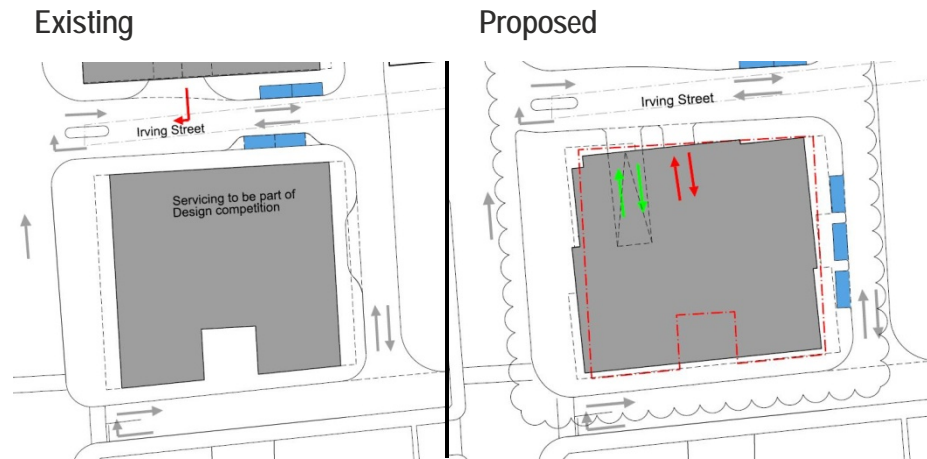 Existing
Proposed
Irving Street
Irving Street
Servicing to be part of
Design competition